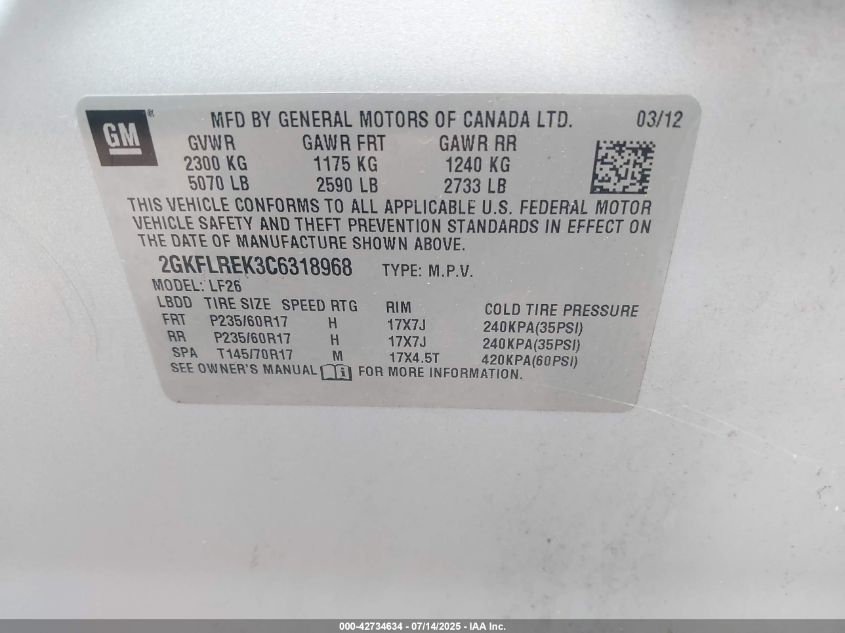 GM ® MFD BY GENERAL MOTORS OF CANADA LTD. 03/12
GVWR GAWR FRT GAWR RR
2300 KG 1175 KG 1240 KG
5070 LB 2590 LB 2733 LB
THIS VEHICLE CONFORMS TO ALL APPLICABLE U.S. FEDERAL MOTOR
VEHICLE SAFETY AND THEFT PREVENTION STANDARDS IN EFFECT ON
THE DATE OF MANUFACTURE SHOWN ABOVE.
2GKFLREK3C6318968 TYPE: M.P.V.
MODEL: LF26
LBDD TIRE SIZE SPEED RTG RIM COLD TIRE PRESSURE
FRT P235/60R17 H 17X7J 240KPA(35PSI)
RR P235/60R17 H 17X7J 240KPA(35PSI)
SPA T145/70R17 M 17X4.5T 420KPA(60PSI)
SEE OWNER'S MANUAL FOR MORE INFORMATION.
000-42734634 - 07/14/2025 - IAA Inc.